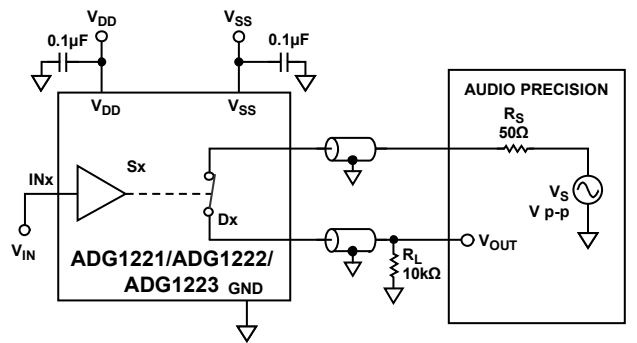 VDD
VSS
0.1µF
0.1µF
VDD
VSS
AUDIO PRECISION
RS
50Ω
INx
Sx
VS
V p-p
Dx
VIN
VOUT
RL
10kΩ
ADG1221/ADG1222/
ADG1223
GND